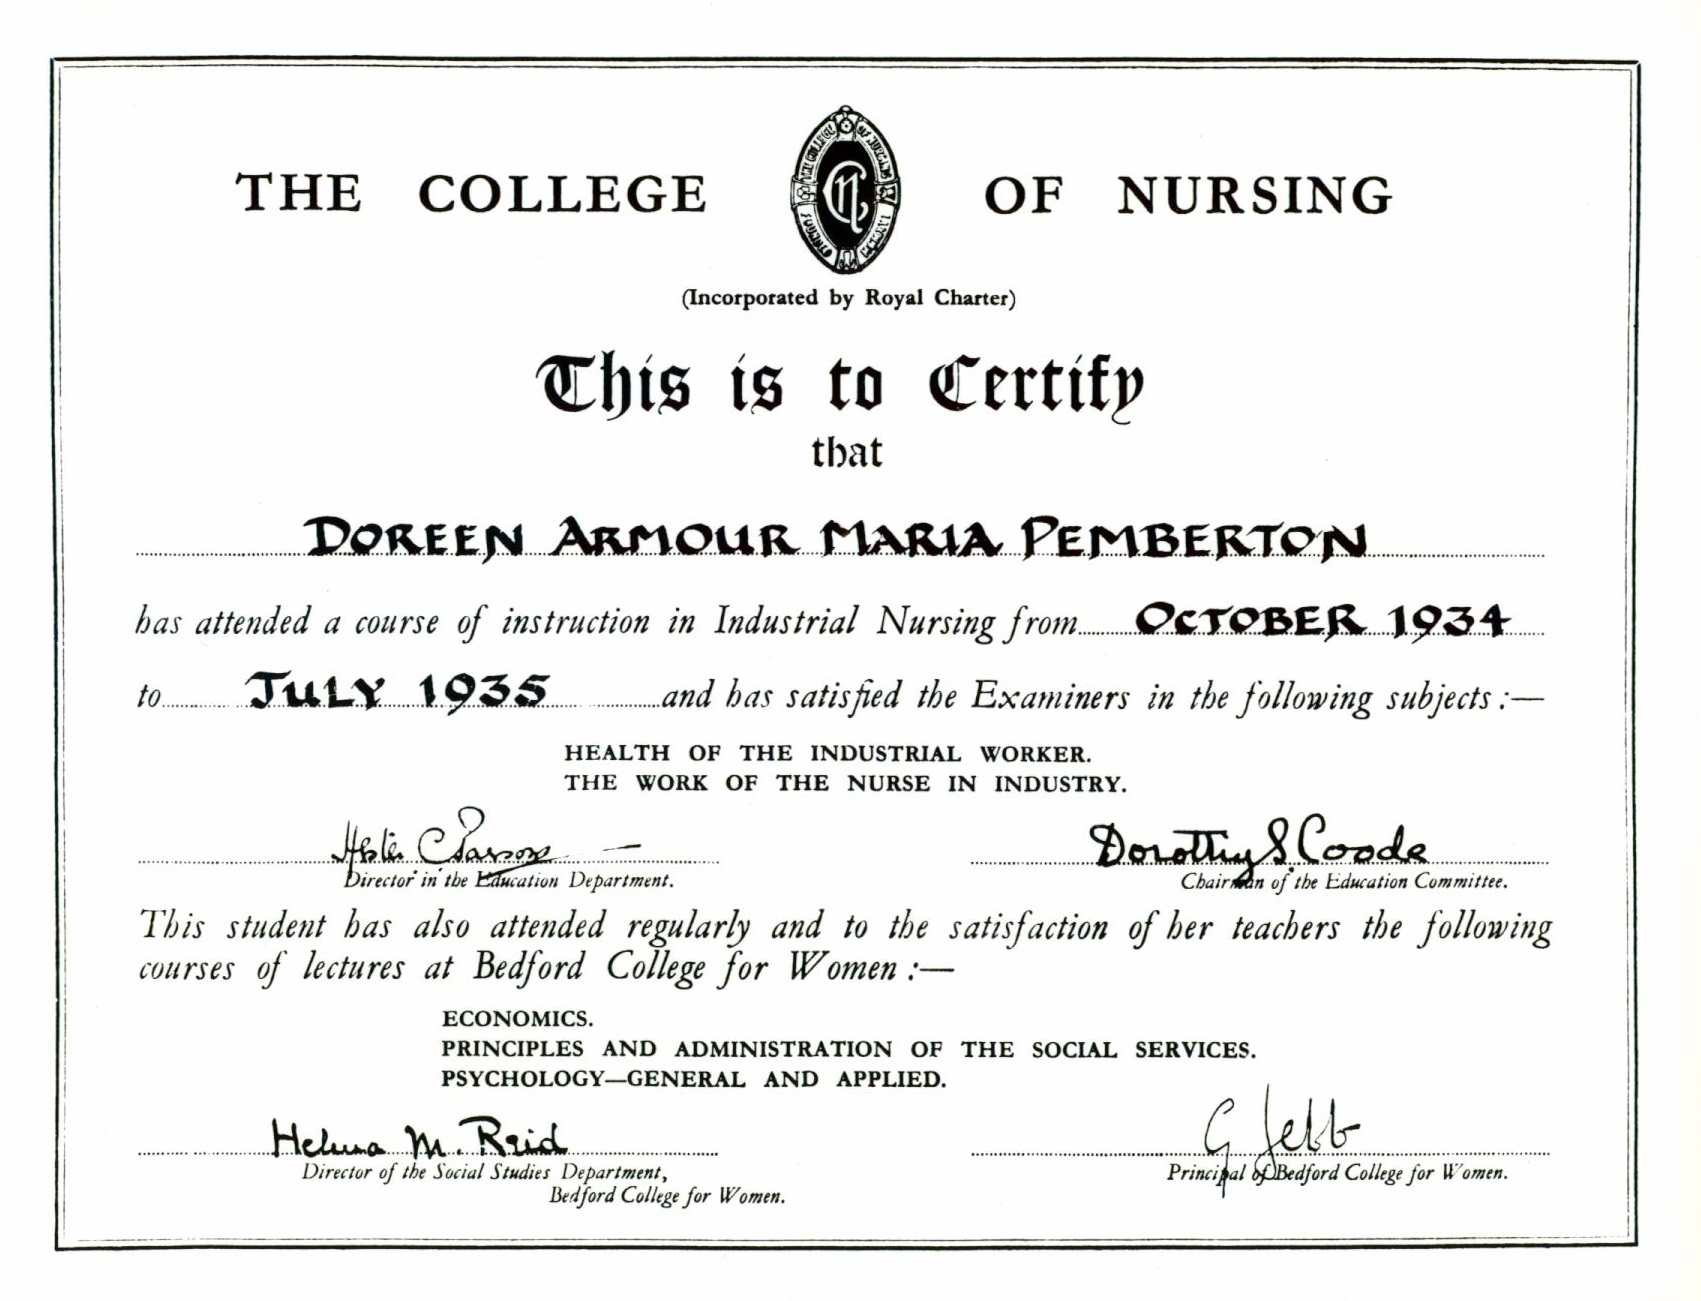 THE COLLEGE OF NURSING
(Incorporated by Royal Charter)
This is to Certify
that
DOREEN ARMOUR MARIA PEMBERTON
has attended a course of instruction in Industrial Nursing from OCTOBER 1934
to JULY 1935 and has satisfied the Examiners in the following subjects :—
HEALTH OF THE INDUSTRIAL WORKER.
THE WORK OF THE NURSE IN INDUSTRY.
C Parsons Dorothy S. Coode
Director in the Education Department. Chairman of the Education Committee.
This student has also attended regularly and to the satisfaction of her teachers the following
courses of lectures at Bedford College for Women :—
ECONOMICS.
PRINCIPLES AND ADMINISTRATION OF THE SOCIAL SERVICES.
PSYCHOLOGY—GENERAL AND APPLIED.
Helena M. Reid G Jebb
Director of the Social Studies Department, Principal of Bedford College for Women.
Bedford College for Women.